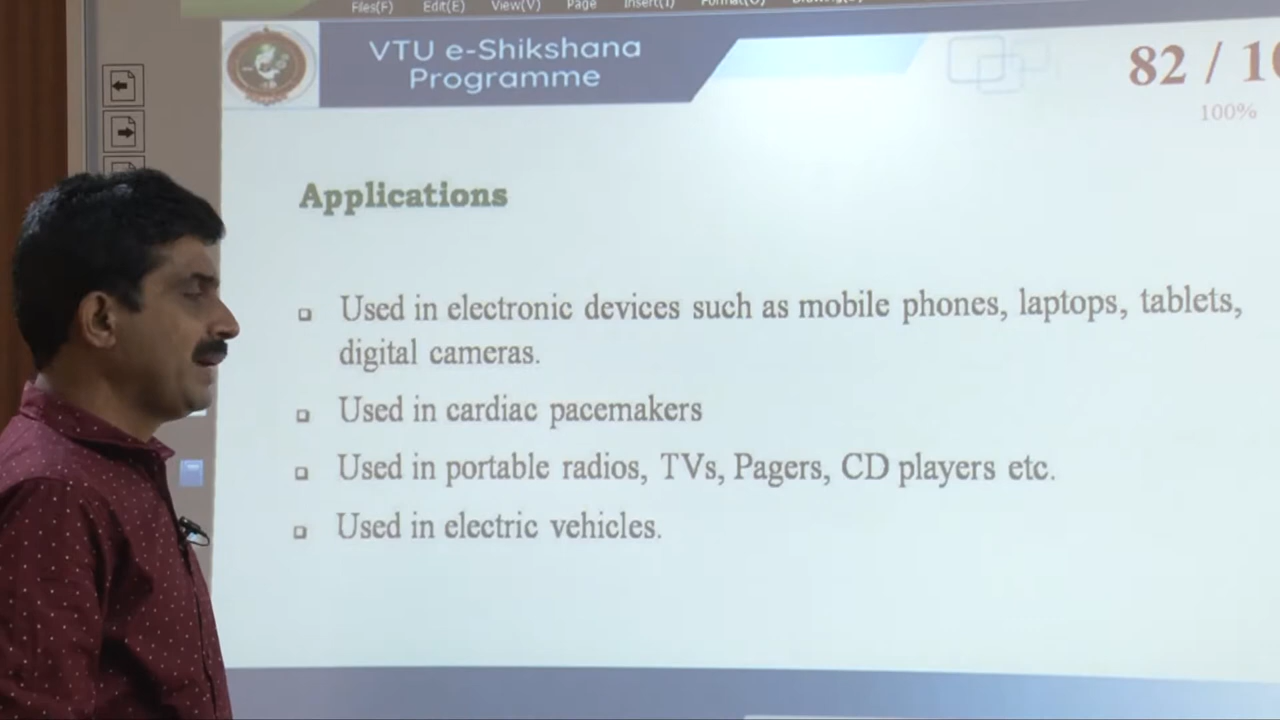 Files(F) Edit(E) View(V) Page Insert(I)
VTU e-Shikshana
Programme
82 / 10
100%
Applications
Used in electronic devices such as mobile phones, laptops, tablets,
digital cameras.
Used in cardiac pacemakers
Used in portable radios, TVs, Pagers, CD players etc.
Used in electric vehicles.